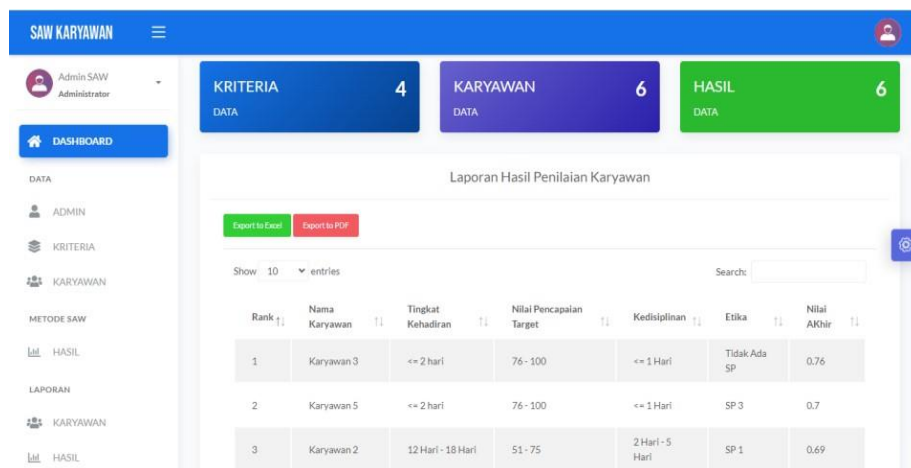 SAW KARYAWAN
Admin SAW
Administrator
DASHBOARD
DATA
ADMIN
KRITERIA
KARYAWAN
METODE SAW
HASIL
LAPORAN
KARYAWAN
HASIL
KRITERIA 4
DATA
KARYAWAN 6
DATA
HASIL 6
DATA
Laporan Hasil Penilaian Karyawan
Export to Excel Export to PDF
Show 10 entries Search:
Rank Nama Karyawan Tingkat Kehadiran Nilai Pencapaian Target Kedisiplinan Etika Nilai AKhir
1 Karyawan 3 <= 2 hari 76 - 100 <= 1 Hari Tidak Ada SP 0.76
2 Karyawan 5 <= 2 hari 76 - 100 <= 1 Hari SP 3 0.7
3 Karyawan 2 12 Hari - 18 Hari 51 - 75 2 Hari - 5 Hari SP 1 0.69